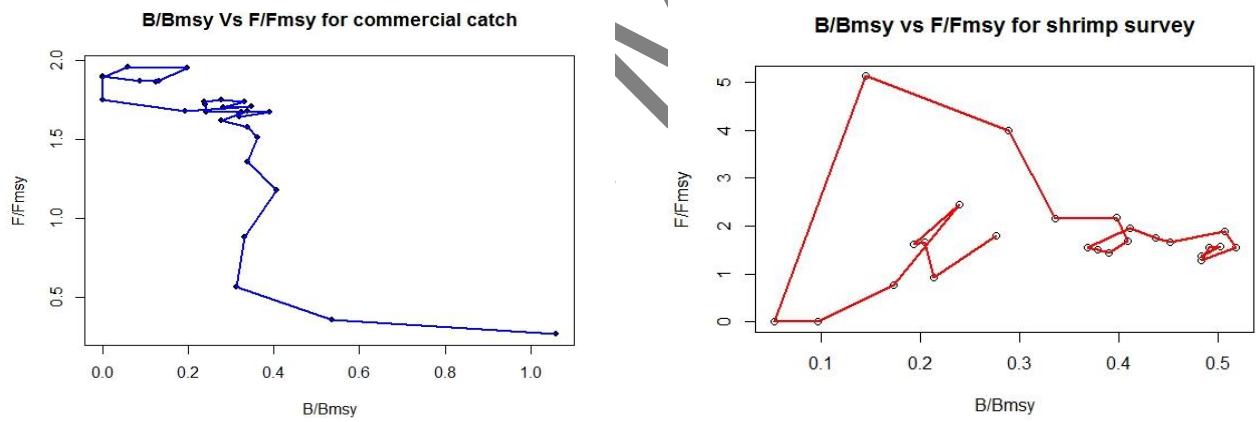 B/Bmsy Vs F/Fmsy for commercial catch
2.0
1.5
1.0
0.5
F/Fmsy
0.0 0.2 0.4 0.6 0.8 1.0
B/Bmsy
B/Bmsy vs F/Fmsy for shrimp survey
5
4
3
2
1
0
F/Fmsy
0.1 0.2 0.3 0.4 0.5
B/Bmsy